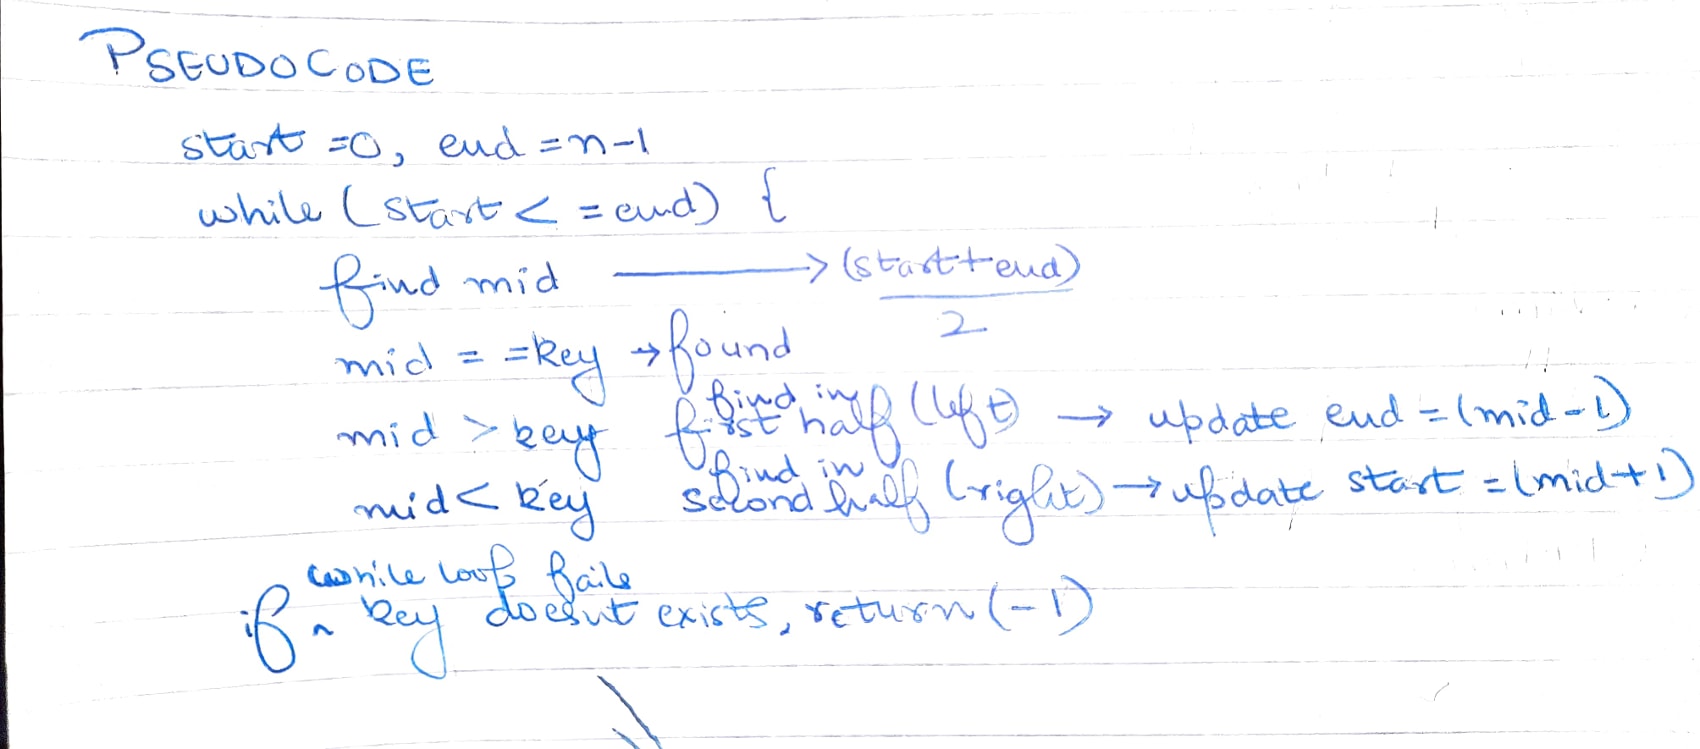 PSEUDOCODE
start =0, end =n-1
while (start < =end) {
find mid → (start+end)
2
mid = =key → found
find in
mid > key first half (left) → update end =(mid-1)
find in
mid < key second half (right) → update start =(mid+1)
while loop fails
if ^ key doesnt exists, return (-1)